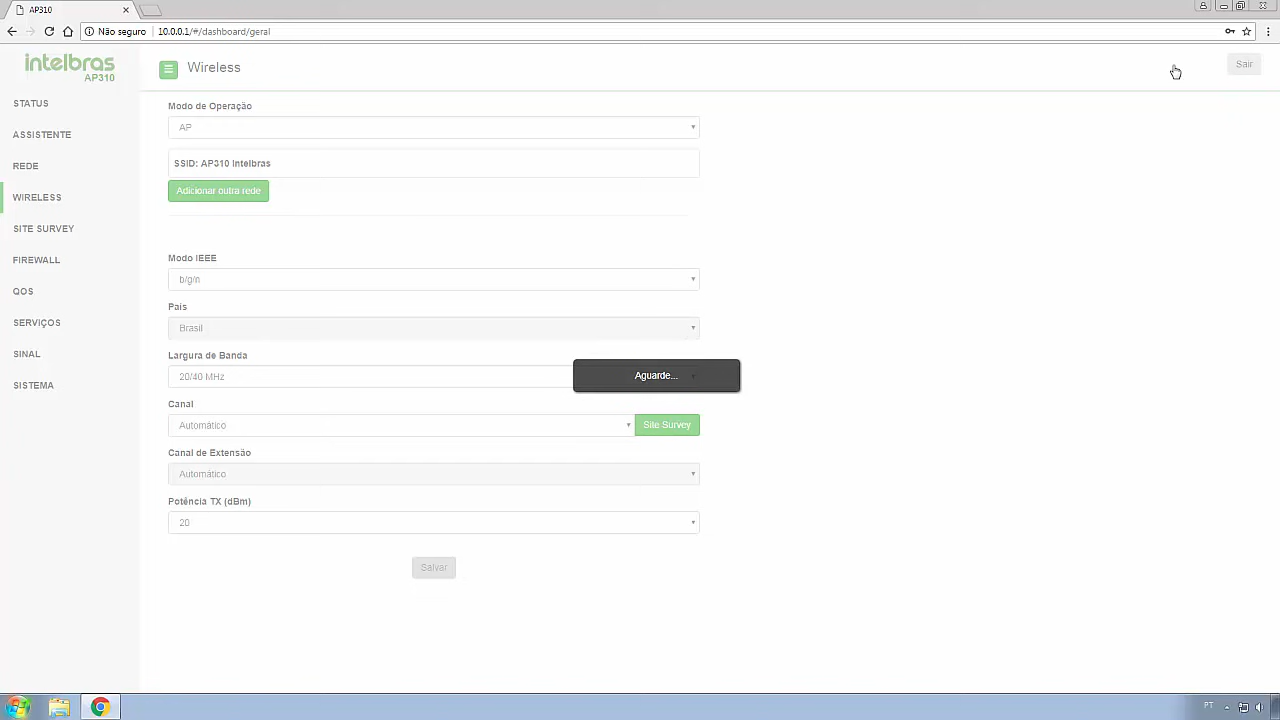 AP310
Não seguro
10.0.0.1/#/dashboard/geral
intelbras
AP310
Wireless
Sair
STATUS
ASSISTENTE
REDE
WIRELESS
SITE SURVEY
FIREWALL
QOS
SERVIÇOS
SINAL
SISTEMA
Modo de Operação
AP
SSID: AP310 Intelbras
Adicionar outra rede
Modo IEEE
b/g/n
País
Brasil
Largura de Banda
20/40 MHz
Aguarde...
Canal
Automático
Site Survey
Canal de Extensão
Automático
Potência TX (dBm)
20
Salvar
PT